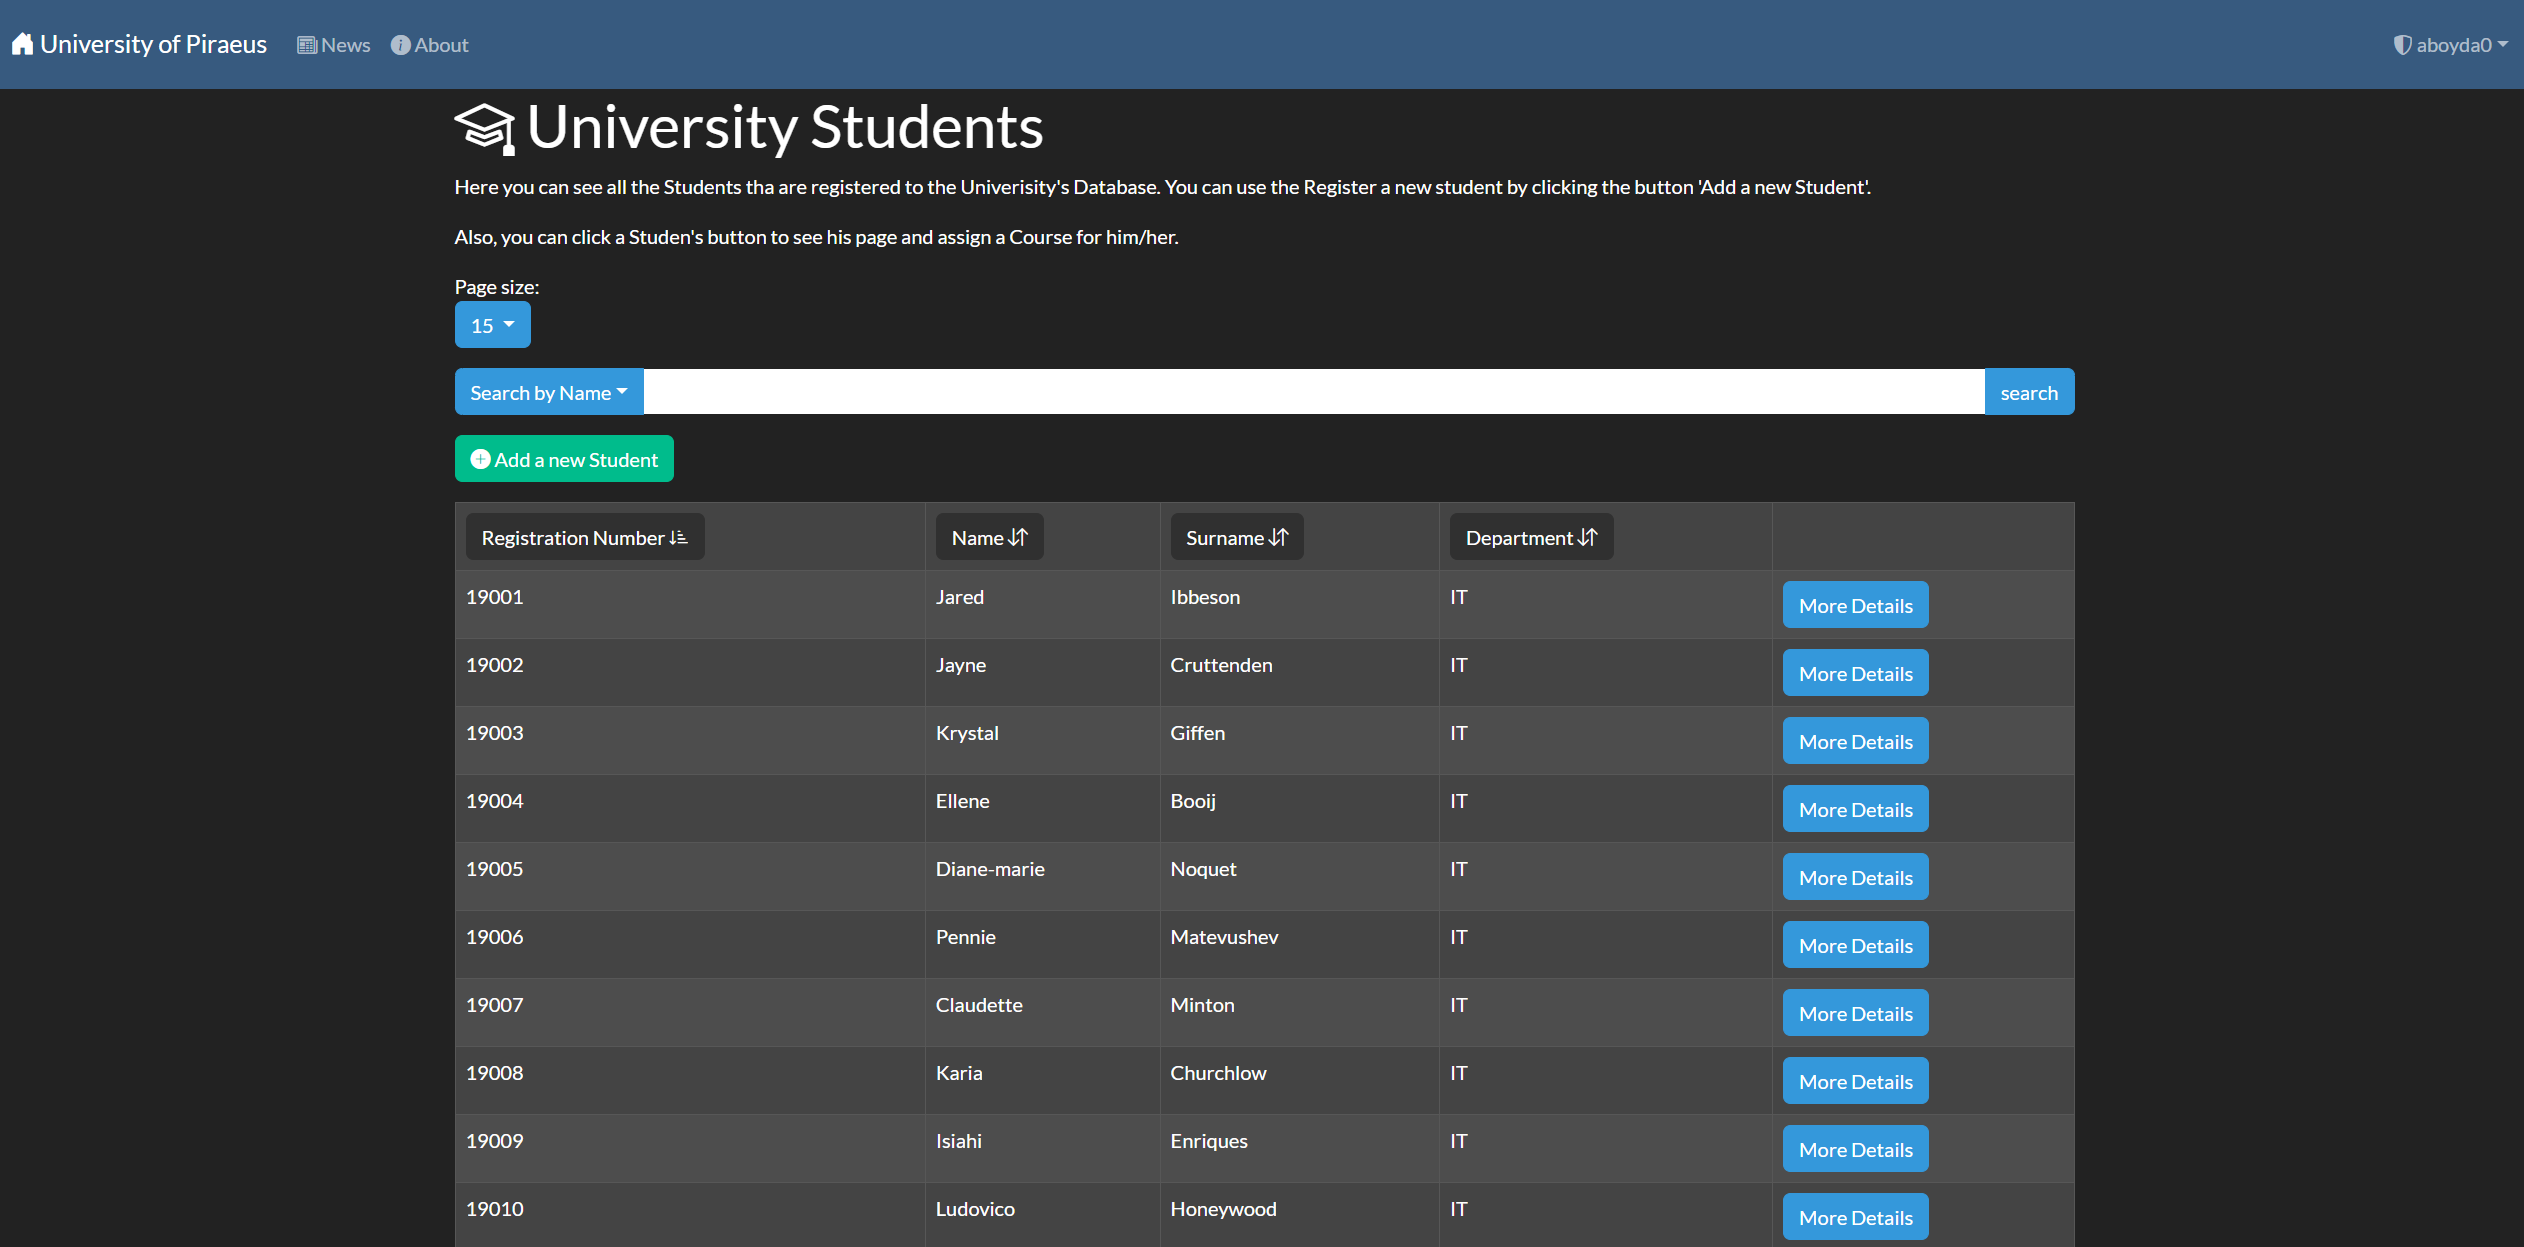 University of Piraeus News About aboyda0
University Students
Here you can see all the Students tha are registered to the Univerisity's Database. You can use the Register a new student by clicking the button 'Add a new Student'.
Also, you can click a Studen's button to see his page and assign a Course for him/her.
Page size:
15
Search by Name search
Add a new Student
Registration Number Name Surname Department
19001 Jared Ibbeson IT More Details
19002 Jayne Cruttenden IT More Details
19003 Krystal Giffen IT More Details
19004 Ellene Booij IT More Details
19005 Diane-marie Noquet IT More Details
19006 Pennie Matevushev IT More Details
19007 Claudette Minton IT More Details
19008 Karia Churchlow IT More Details
19009 Isiahi Enriques IT More Details
19010 Ludovico Honeywood IT More Details